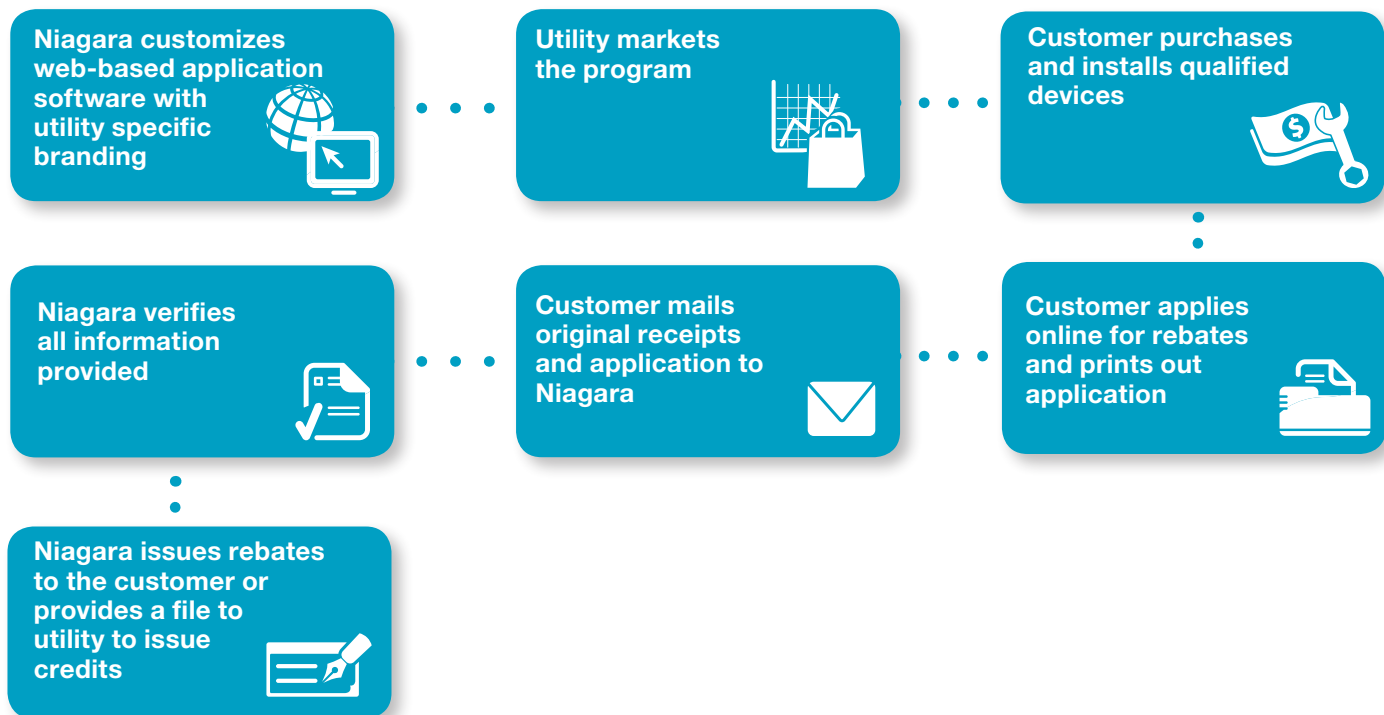 Niagara customizes
web-based application
software with
utility specific
branding
Utility markets
the program
Customer purchases
and installs qualified
devices
$
Customer applies
online for rebates
and prints out
application
Customer mails
original receipts
and application to
Niagara
Niagara verifies
all information
provided
Niagara issues rebates
to the customer or
provides a file to
utility to issue
credits